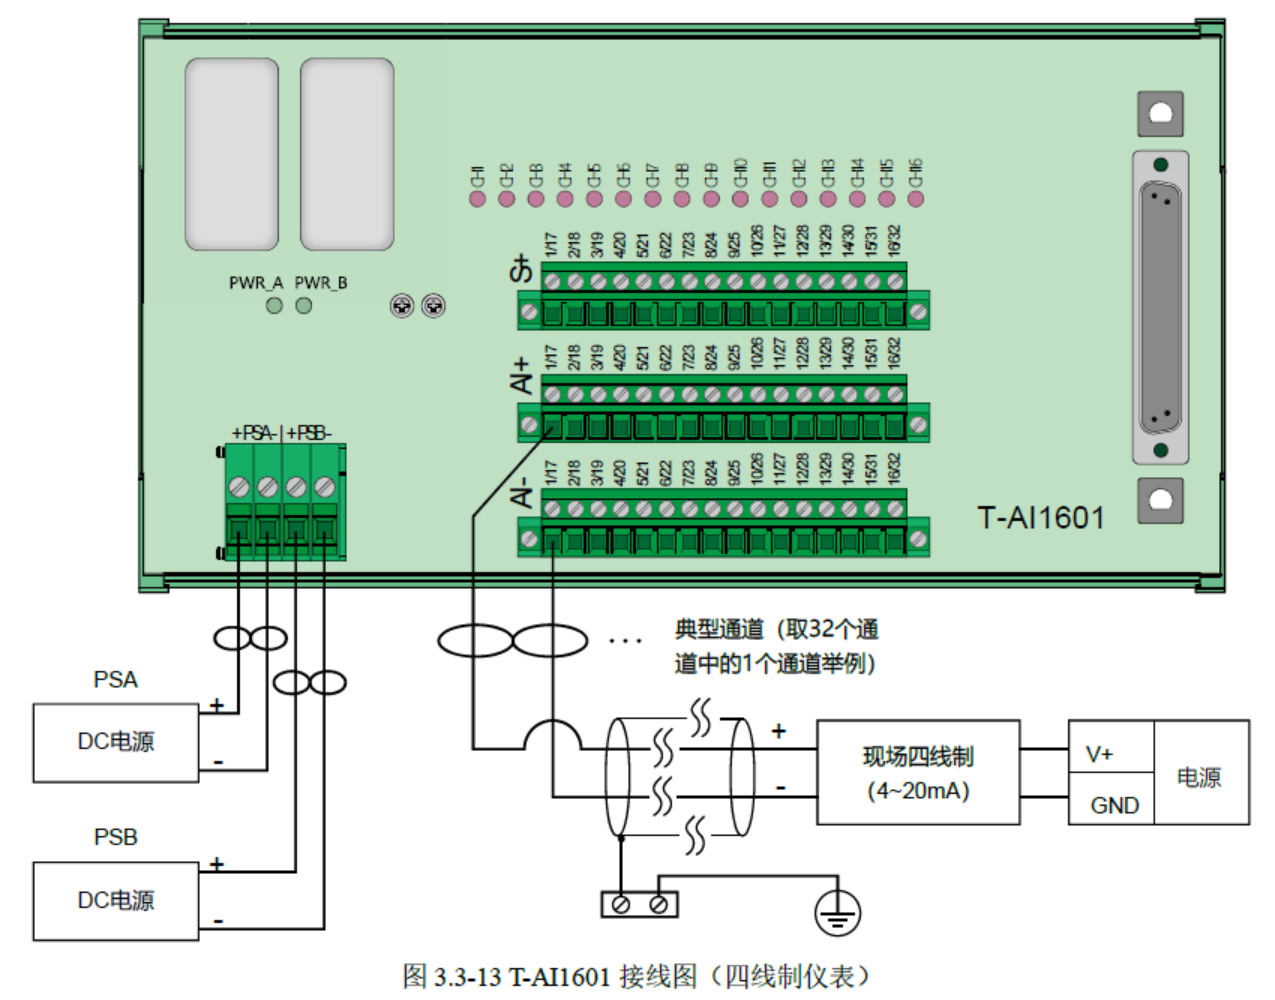 CH1 CH2 CH3 CH4 CH5 CH6 CH7 CH8 CH9 CH10 CH11 CH12 CH13 CH14 CH15 CH16
S+ 1/17 2/18 3/19 4/20 5/21 6/22 7/23 8/24 9/25 10/26 11/27 12/28 13/29 14/30 15/31 16/32
PWR_A PWR_B
AI+ 1/17 2/18 3/19 4/20 5/21 6/22 7/23 8/24 9/25 10/26 11/27 12/28 13/29 14/30 15/31 16/32
+PSA-|+PSB-
AI- 1/17 2/18 3/19 4/20 5/21 6/22 7/23 8/24 9/25 10/26 11/27 12/28 13/29 14/30 15/31 16/32
T-AI1601
··· 典型通道（取32个通
道中的1个通道举例）
PSA
+
DC电源
-
+
-
现场四线制
（4~20mA）
V+
GND
电源
PSB
+
DC电源
-
图 3.3-13 T-AI1601 接线图（四线制仪表）